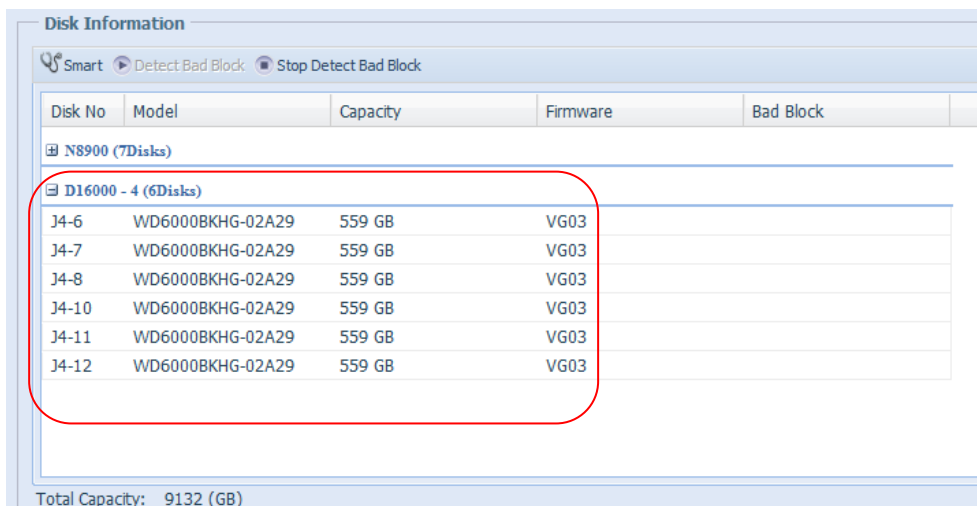 Disk Information
Smart Detect Bad Block Stop Detect Bad Block
Disk No Model Capacity Firmware Bad Block
N8900 (7Disks)
D16000 - 4 (6Disks)
J4-6 WD6000BKHG-02A29 559 GB VG03
J4-7 WD6000BKHG-02A29 559 GB VG03
J4-8 WD6000BKHG-02A29 559 GB VG03
J4-10 WD6000BKHG-02A29 559 GB VG03
J4-11 WD6000BKHG-02A29 559 GB VG03
J4-12 WD6000BKHG-02A29 559 GB VG03
Total Capacity: 9132 (GB)